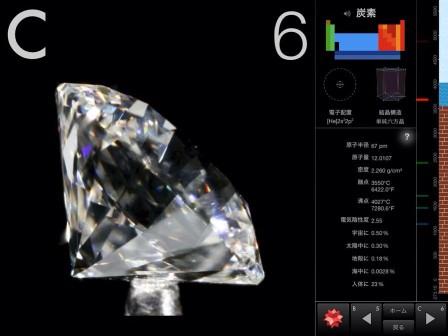 C
6
炭素
電子配置
[He]2s²2p²
結晶構造
単純六方晶
?
原子半径 67 pm
原子量 12.0107
密度 2.260 g/cm³
融点 3550°C
6422.0°F
沸点 4027°C
7280.6°F
電気陰性度 2.55
宇宙に 0.50%
太陽中に 0.30%
地殻に 0.18%
海中に 0.0028%
人体に 23%
B 5
ホーム
戻る
C 6